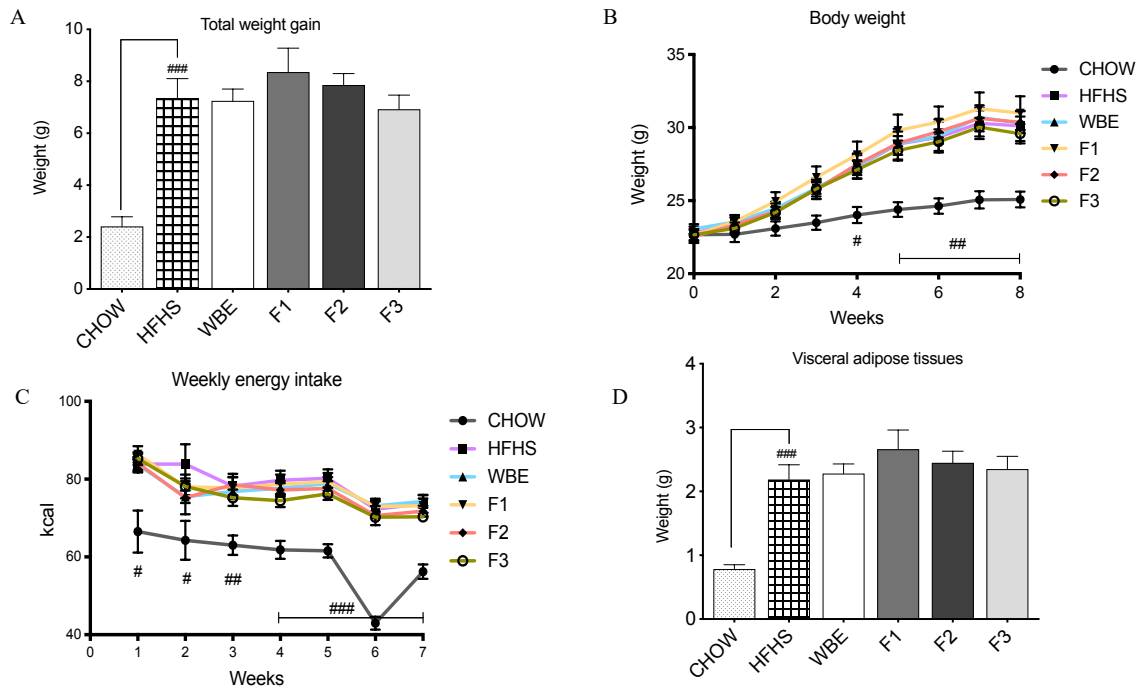 A
Total weight gain
Weight (g)
10
8
6
4
2
0
###
CHOW
HFHS
WBE
F1
F2
F3
B
Body weight
Weight (g)
35
30
25
20
#
##
0 2 4 6 8
Weeks
CHOW
HFHS
WBE
F1
F2
F3
C
Weekly energy intake
kcal
100
80
60
40
# # ## ###
0 1 2 3 4 5 6 7
Weeks
CHOW
HFHS
WBE
F1
F2
F3
D
Visceral adipose tissues
Weight (g)
4
3
2
1
0
###
CHOW
HFHS
WBE
F1
F2
F3